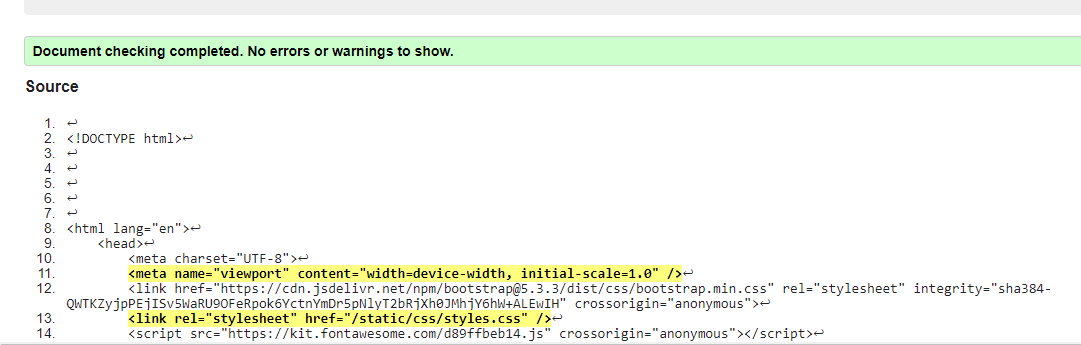 Document checking completed. No errors or warnings to show.
Source
1. ↩
2. <!DOCTYPE html>↩
3. ↩
4. ↩
5. ↩
6. ↩
7. ↩
8. <html lang="en">↩
9. <head>↩
10. <meta charset="UTF-8">↩
11. <meta name="viewport" content="width=device-width, initial-scale=1.0" />↩
12. <link href="https://cdn.jsdelivr.net/npm/bootstrap@5.3.3/dist/css/bootstrap.min.css" rel="stylesheet" integrity="sha384-
QWTKZyjpPEjISv5WaRU9OFeRpok6YctnYmDr5pNlyT2bRjXh0JMhjY6hW+ALEwIH" crossorigin="anonymous">↩
13. <link rel="stylesheet" href="/static/css/styles.css" />↩
14. <script src="https://kit.fontawesome.com/d89ffbeb14.js" crossorigin="anonymous"></script>↩